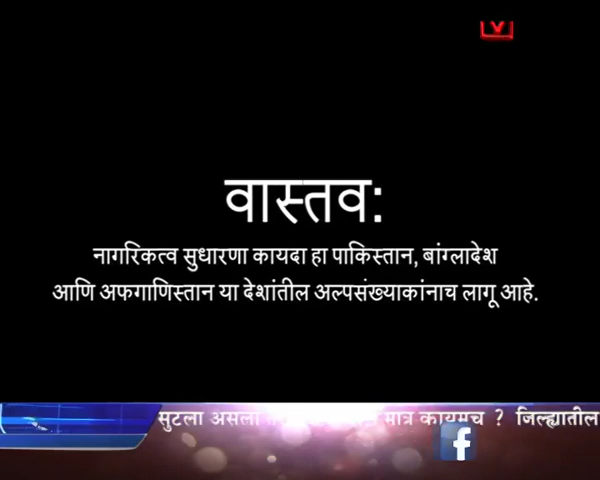 V
वास्तव:
नागरिकत्व सुधारणा कायदा हा पाकिस्तान, बांग्लादेश
आणि अफगाणिस्तान या देशांतील अल्पसंख्याकांनाच लागू आहे.
सुटला असला मात्र कायमच ? जिल्ह्यातील
f